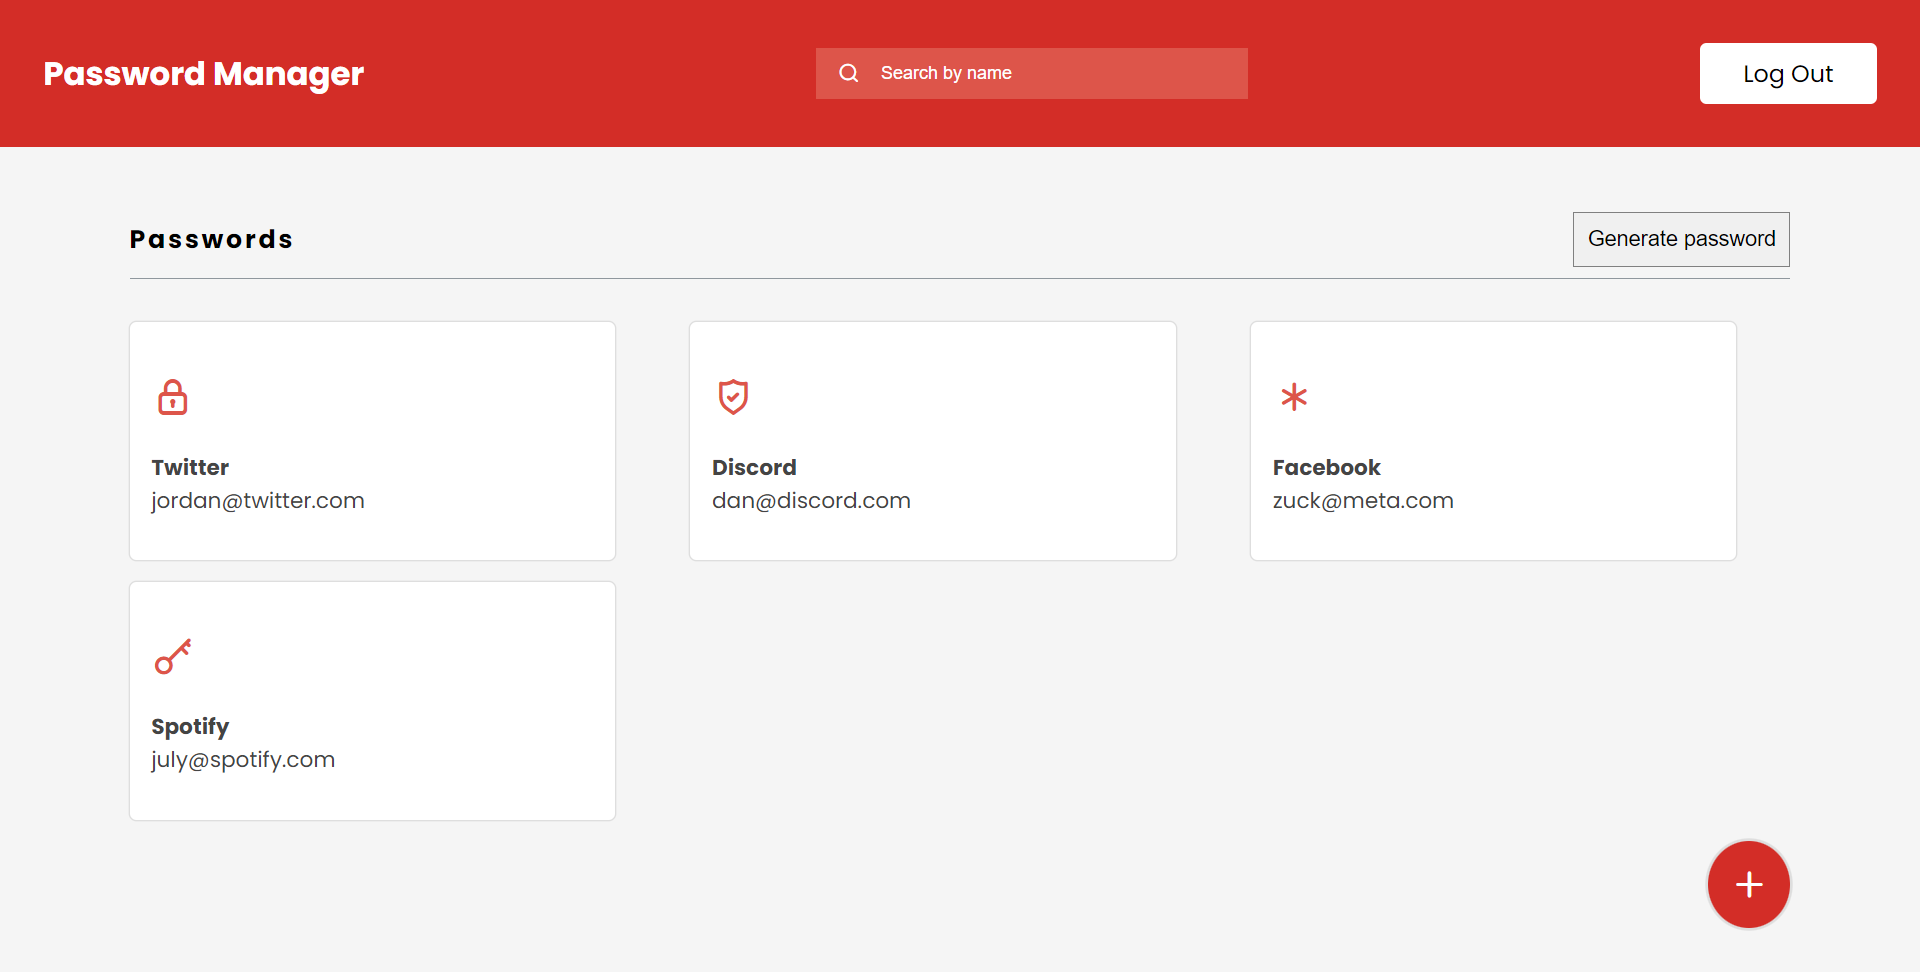 Password Manager
Search by name
Log Out
Passwords
Generate password
Twitter
jordan@twitter.com
Discord
dan@discord.com
Facebook
zuck@meta.com
Spotify
july@spotify.com